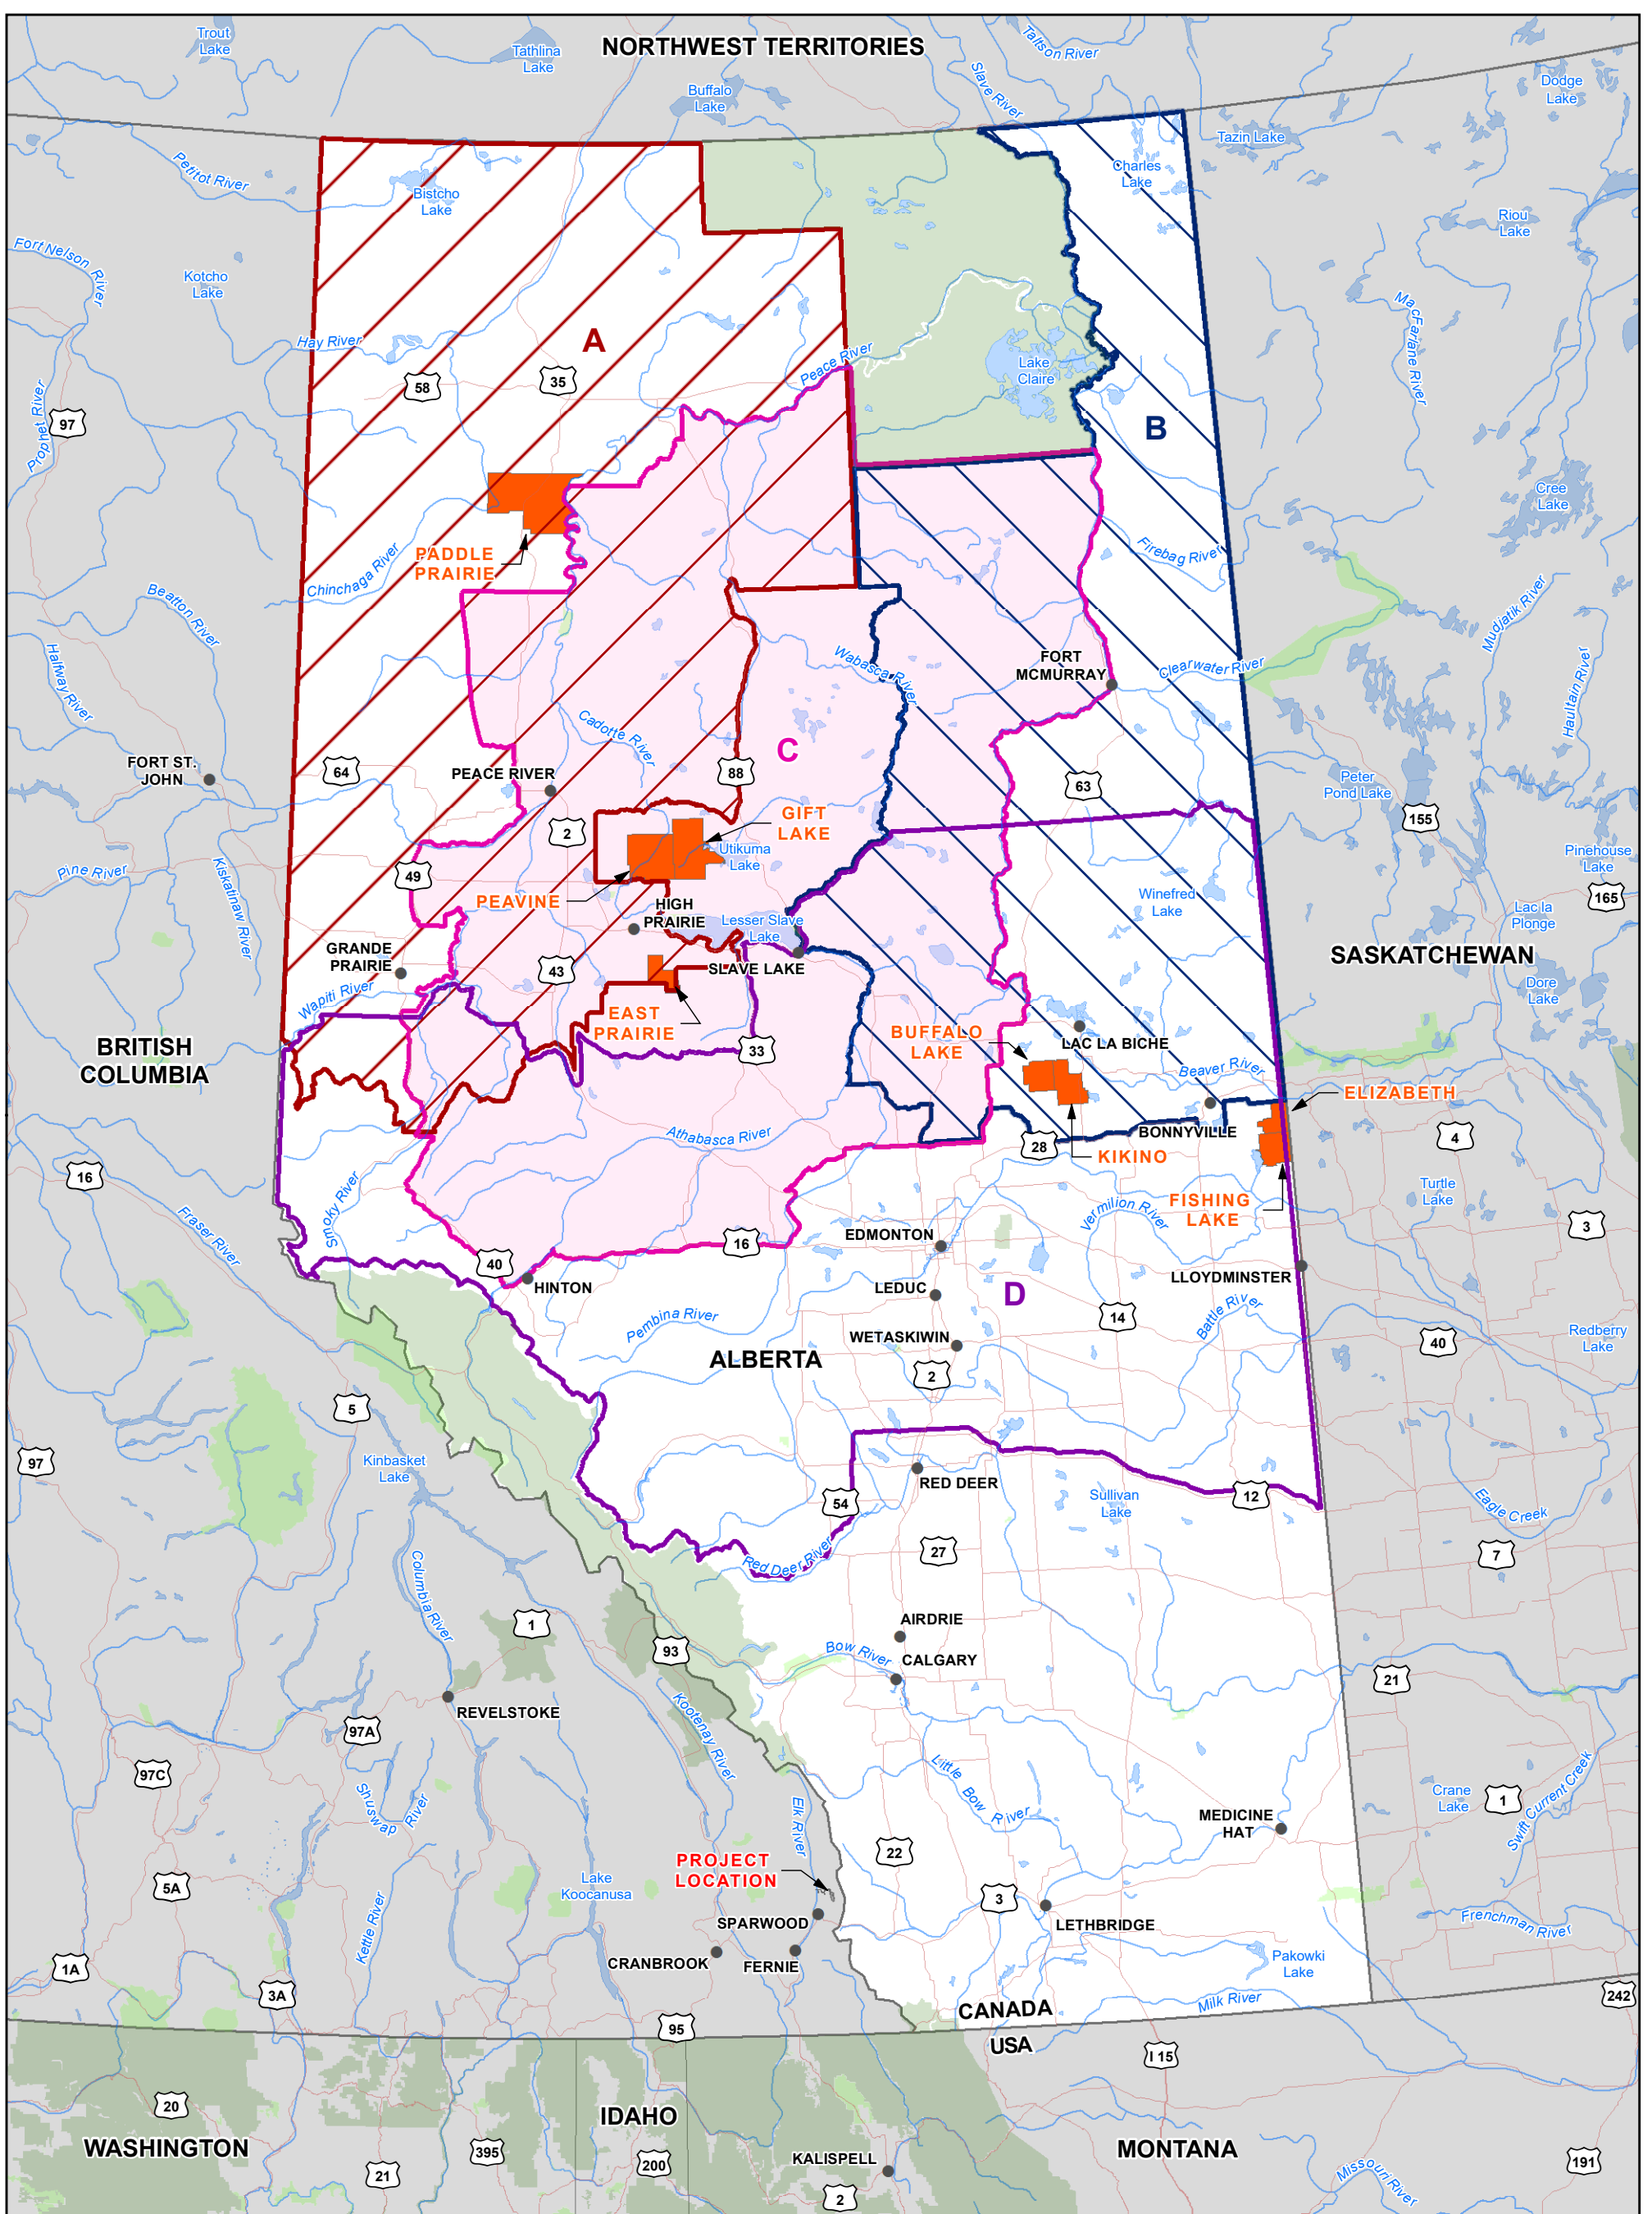 Trout
Lake
Tathlina
Lake
NORTHWEST TERRITORIES
Taltson River
Slave River
Buffalo
Lake
Dodge
Lake
Tazin Lake
Petitot River
Bistcho
Lake
Charles
Lake
Riou
Lake
Fort Nelson River
Kotcho
Lake
MacFarlane River
Hay River
A
Peace River
Lake
Claire
58
35
B
Prophet River
97
Cree
Lake
PADDLE
PRAIRIE
Chinchaga River
Firebag River
Beatton River
Mudjatik River
Halfway River
Wabasca River
FORT
MCMURRAY
Clearwater River
Haultain River
Cadotte River
C
FORT ST.
JOHN
64
PEACE RIVER
88
63
Peter
Pond Lake
155
2
GIFT
LAKE
Utikuma
Lake
Pine River
Kiskatinaw River
49
PEAVINE
HIGH
PRAIRIE
Lesser Slave
Lake
Winefred
Lake
Pinehouse
Lake
165
Lac la
Plonge
GRANDE
PRAIRIE
43
SLAVE LAKE
SASKATCHEWAN
Wapiti River
EAST
PRAIRIE
Dore
Lake
BRITISH
COLUMBIA
33
BUFFALO
LAKE
LAC LA BICHE
Beaver River
ELIZABETH
Athabasca River
28
BONNYVILLE
KIKINO
4
16
Smoky River
Fraser River
FISHING
LAKE
Vermilion River
Turtle
Lake
3
EDMONTON
16
40
HINTON
LEDUC
D
LLOYDMINSTER
Pembina River
14
Battle River
WETASKIWIN
40
Redberry
Lake
ALBERTA
2
5
97
Kinbasket
Lake
RED DEER
54
Sullivan
Lake
12
Eagle Creek
27
7
Red Deer River
Columbia River
1
93
AIRDRIE
Bow River
CALGARY
21
REVELSTOKE
97A
Kootenay River
97C
Shuswap River
Little Bow River
Elk River
Crane
Lake
1
Swift Current Creek
MEDICINE
HAT
22
PROJECT
LOCATION
5A
Lake
Koocanusa
3
Kettle River
SPARWOOD
LETHBRIDGE
Frenchman River
CRANBROOK
FERNIE
Pakowki
Lake
1A
3A
CANADA
Milk River
242
95
USA
I 15
20
IDAHO
WASHINGTON
395
200
MONTANA
21
KALISPELL
191
2
Missouri River